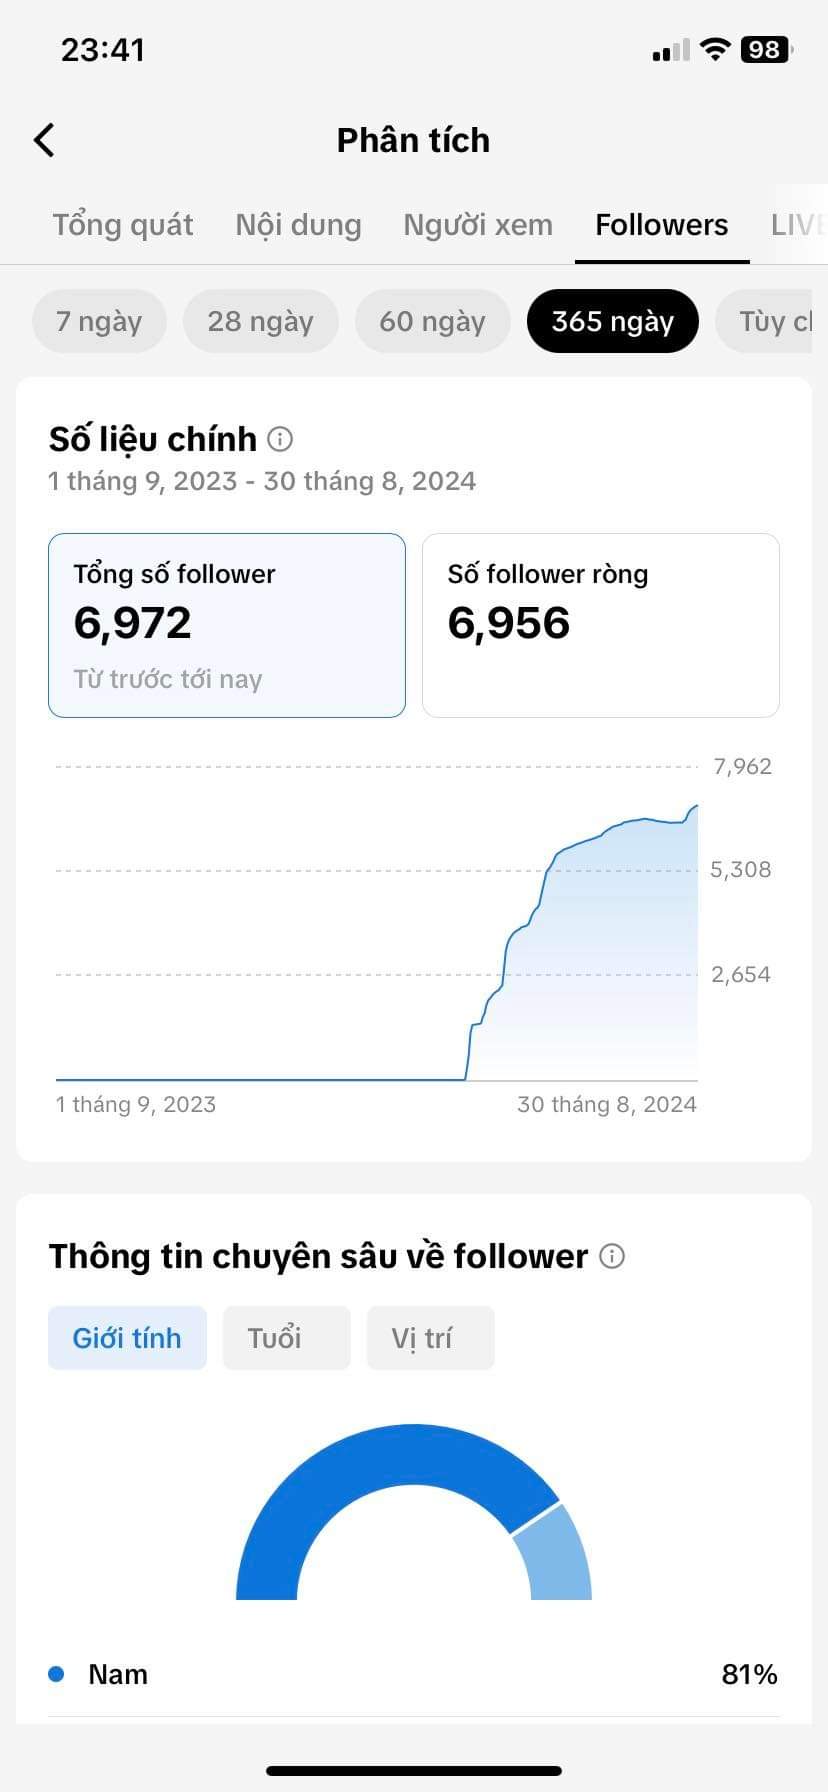 23:41
98
Phân tích
Tổng quát Nội dung Người xem Followers LIVE
7 ngày 28 ngày 60 ngày 365 ngày Tùy
Số liệu chính
1 tháng 9, 2023 - 30 tháng 8, 2024
Tổng số follower Số follower ròng
6,972 6,956
Từ trước tới nay
7,962
5,308
2,654
1 tháng 9, 2023 30 tháng 8, 2024
Thông tin chuyên sâu về follower
Giới tính Tuổi Vị trí
Nam 81%